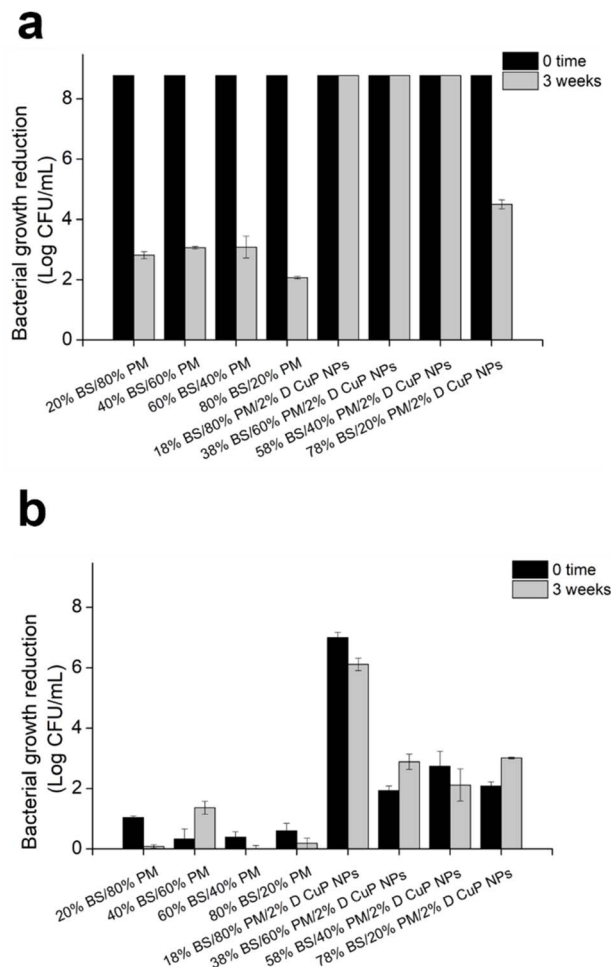 a
0 time
3 weeks
Bacterial growth reduction
(Log CFU/mL)
8
6
4
2
0
20% BS/80% PM
40% BS/60% PM
60% BS/40% PM
80% BS/20% PM
18% BS/80% PM/2% D CuP NPs
38% BS/60% PM/2% D CuP NPs
58% BS/40% PM/2% D CuP NPs
78% BS/20% PM/2% D CuP NPs
b
0 time
3 weeks
Bacterial growth reduction
(Log CFU/mL)
8
6
4
2
0
20% BS/80% PM
40% BS/60% PM
60% BS/40% PM
80% BS/20% PM
18% BS/80% PM/2% D CuP NPs
38% BS/60% PM/2% D CuP NPs
58% BS/40% PM/2% D CuP NPs
78% BS/20% PM/2% D CuP NPs